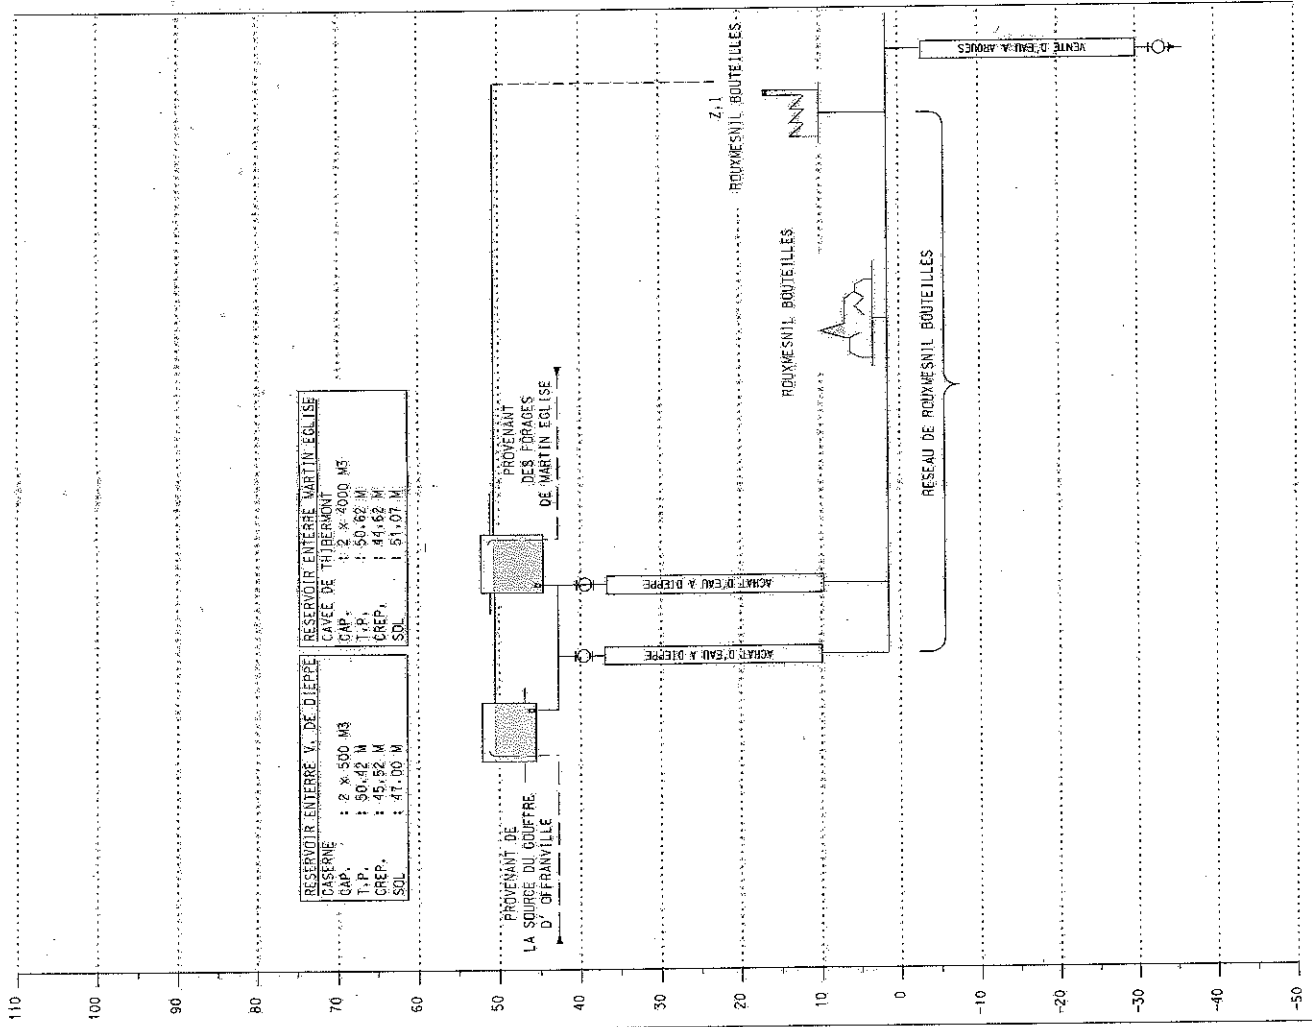 110
100
90
80
70
60
50
40
30
20
10
0
-10
-20
-30
-40
-50
RESERVOIR ENTERRE V. DE DIEPPE
CASERNE
CAP. : 2 x 500 M3
T.P. : 50.42 M
CREP. : 45.52 M
SOL : 47.00 M
RESERVOIR ENTERRE MARTIN EGLISE
CAVEE DE THIBERMONT
CAP. : 2 x 4000 M3
T.P. : 50.62 M
CREP. : 44.62 M
SOL : 51.07 M
PROVENANT DE
LA SOURCE DU GOUFFRE
D' OFFRANVILLE
PROVENANT
DES FORAGES
DE MARTIN EGLISE
ACHAT D'EAU A DIEPPE
ACHAT D'EAU A DIEPPE
Z.I
ROUXMESNIL BOUTEILLES
ROUXMESNIL BOUTEILLES
RESEAU DE ROUXMESNIL BOUTEILLES
VENTE D'EAU A ARQUES